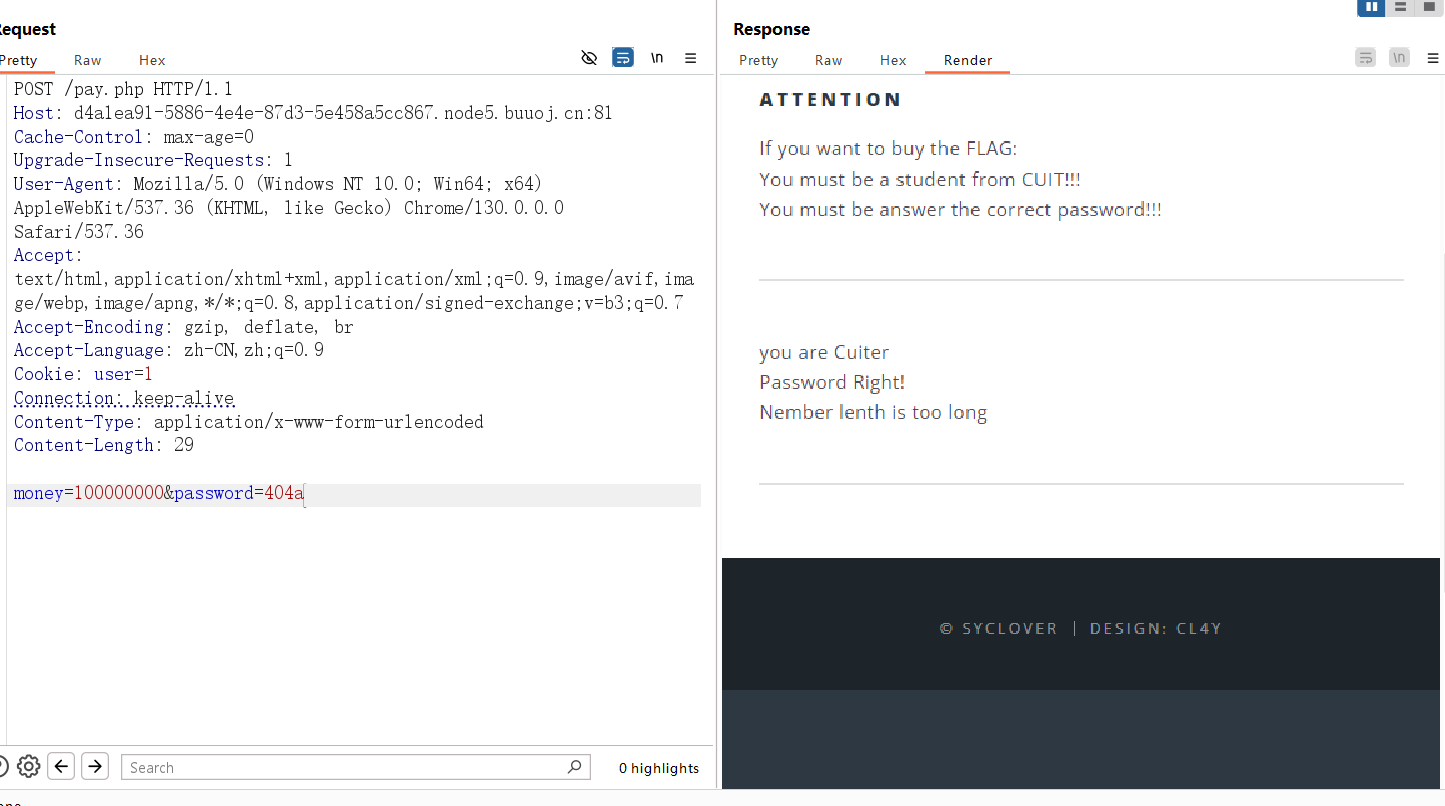 equest
Pretty Raw Hex
\n
POST /pay.php HTTP/1.1
Host: d4a1ea91-5886-4e4e-87d3-5e458a5cc867.node5.buuoj.cn:81
Cache-Control: max-age=0
Upgrade-Insecure-Requests: 1
User-Agent: Mozilla/5.0 (Windows NT 10.0; Win64; x64)
AppleWebKit/537.36 (KHTML, like Gecko) Chrome/130.0.0.0
Safari/537.36
Accept:
text/html,application/xhtml+xml,application/xml;q=0.9,image/avif,ima
ge/webp,image/apng,*/*;q=0.8,application/signed-exchange;v=b3;q=0.7
Accept-Encoding: gzip, deflate, br
Accept-Language: zh-CN,zh;q=0.9
Cookie: user=1
Connection: keep-alive
Content-Type: application/x-www-form-urlencoded
Content-Length: 29
money=100000000&password=404a
Search
0 highlights
Response
Pretty Raw Hex Render
\n
ATTENTION
If you want to buy the FLAG:
You must be a student from CUIT!!!
You must be answer the correct password!!!
you are Cuiter
Password Right!
Nember lenth is too long
© SYCLOVER | DESIGN: CL4Y